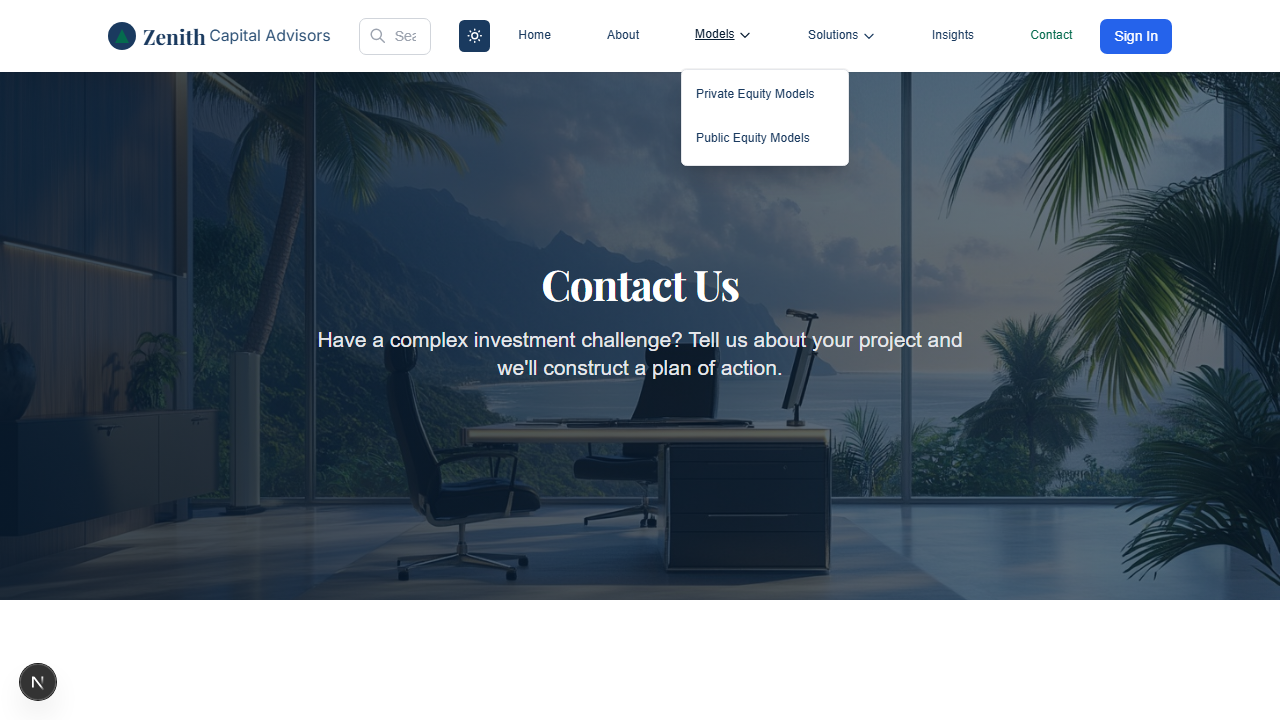 Zenith Capital Advisors
Home
About
Models
Solutions
Insights
Contact
Sign In
Private Equity Models
Public Equity Models
Contact Us
Have a complex investment challenge? Tell us about your project and
we'll construct a plan of action.
N